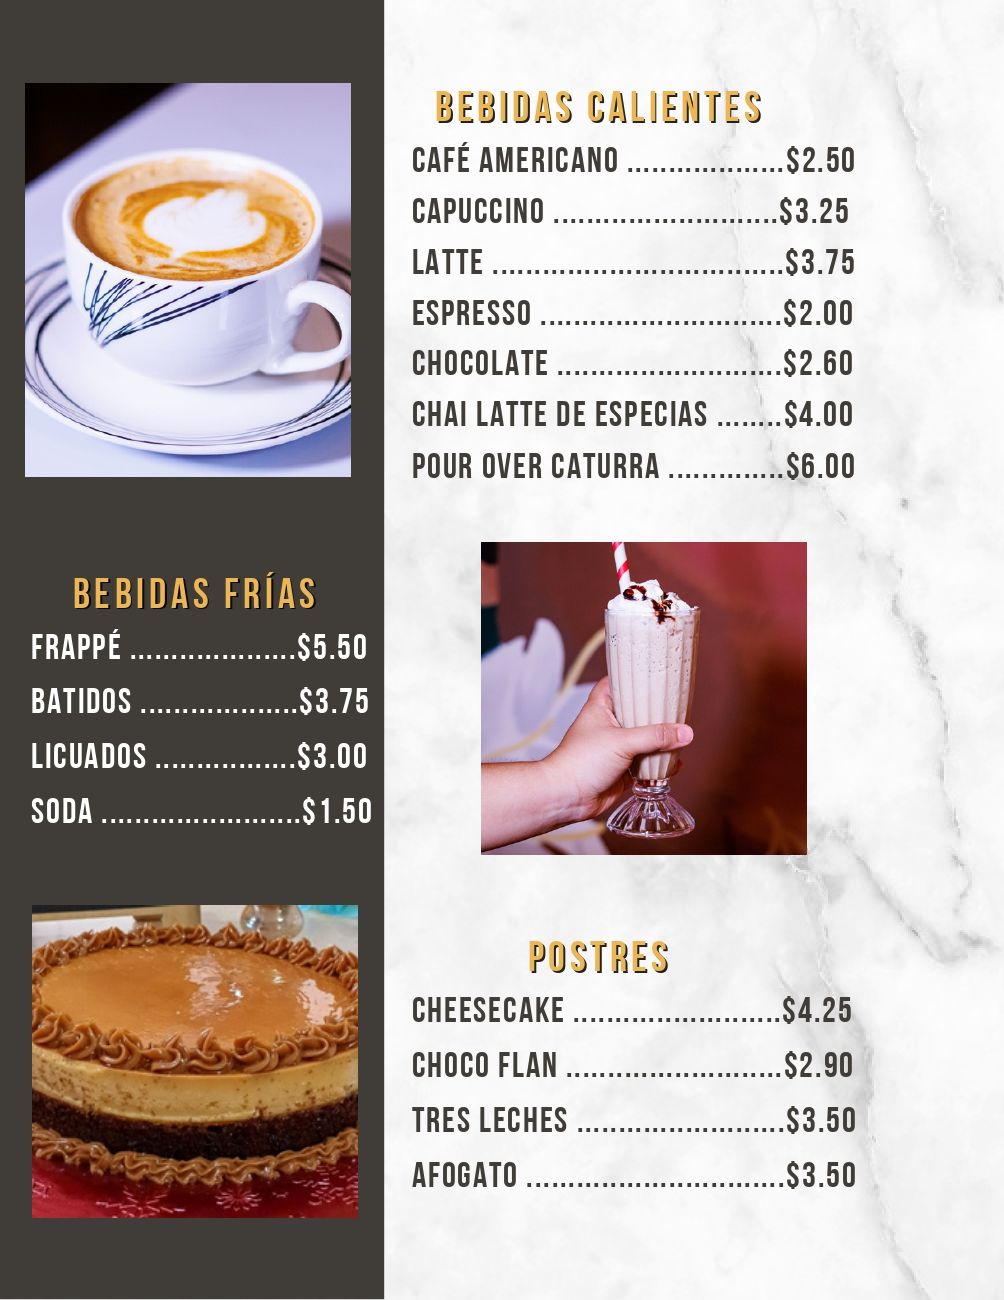 BEBIDAS CALIENTES
CAFÉ AMERICANO ...................$2.50
CAPUCCINO ...........................$3.25
LATTE ...................................$3.75
ESPRESSO .............................$2.00
CHOCOLATE ...........................$2.60
CHAI LATTE DE ESPECIAS ........$4.00
POUR OVER CATURRA ..............$6.00
BEBIDAS FRÍAS
FRAPPÉ ....................$5.50
BATIDOS ...................$3.75
LICUADOS .................$3.00
SODA ........................$1.50
POSTRES
CHEESECAKE .........................$4.25
CHOCO FLAN ..........................$2.90
TRES LECHES .........................$3.50
AFOGATO ...............................$3.50